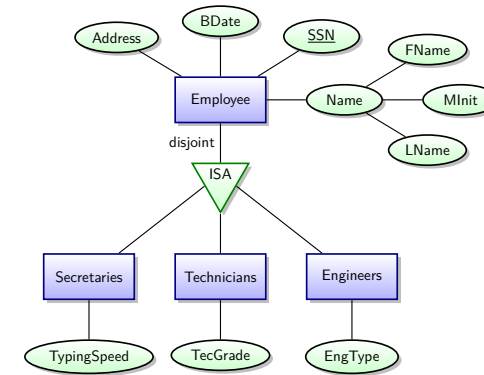 BDate
Address
SSN
FName
Employee
Name
MInit
disjoint
LName
ISA
Secretaries
Technicians
Engineers
TypingSpeed
TecGrade
EngType